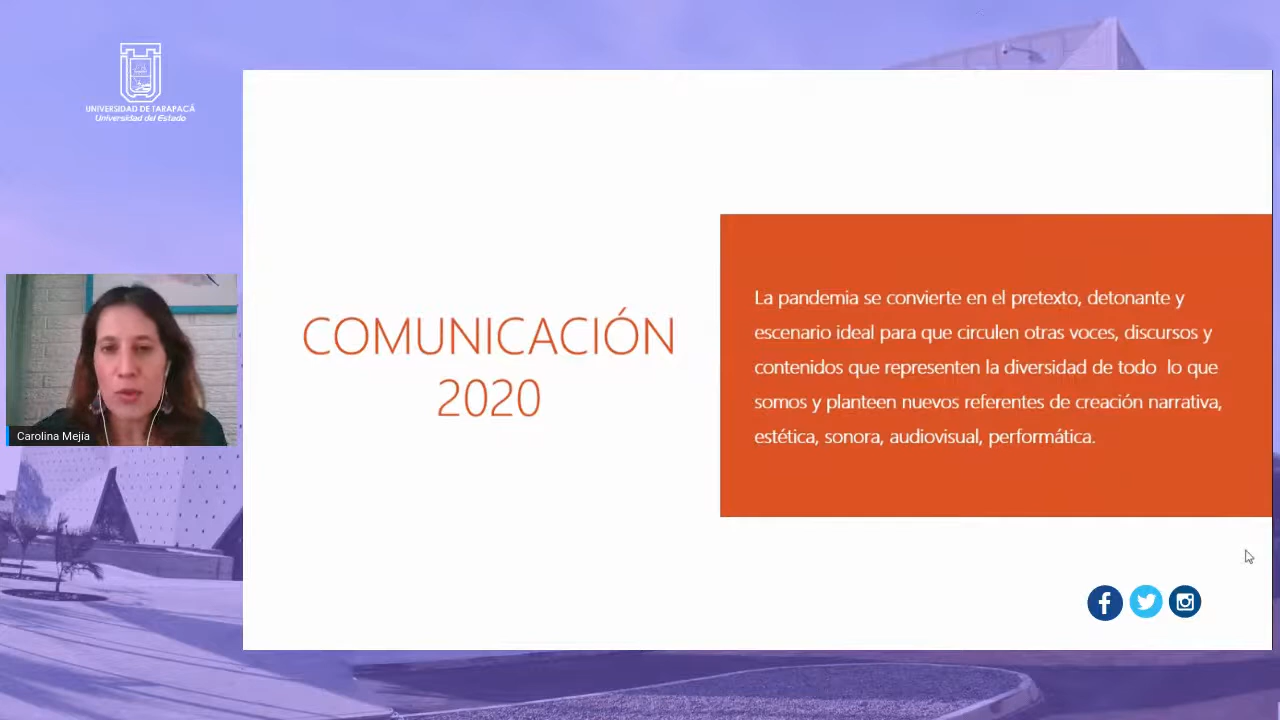 UNIVERSIDAD DE TARAPACÁ
Universidad del Estado
Carolina Mejía
COMUNICACIÓN
2020
La pandemia se convierte en el pretexto, detonante y
escenario ideal para que circulen otras voces, discursos y
contenidos que representen la diversidad de todo lo que
somos y planteen nuevos referentes de creación narrativa,
estética, sonora, audiovisual, performática.